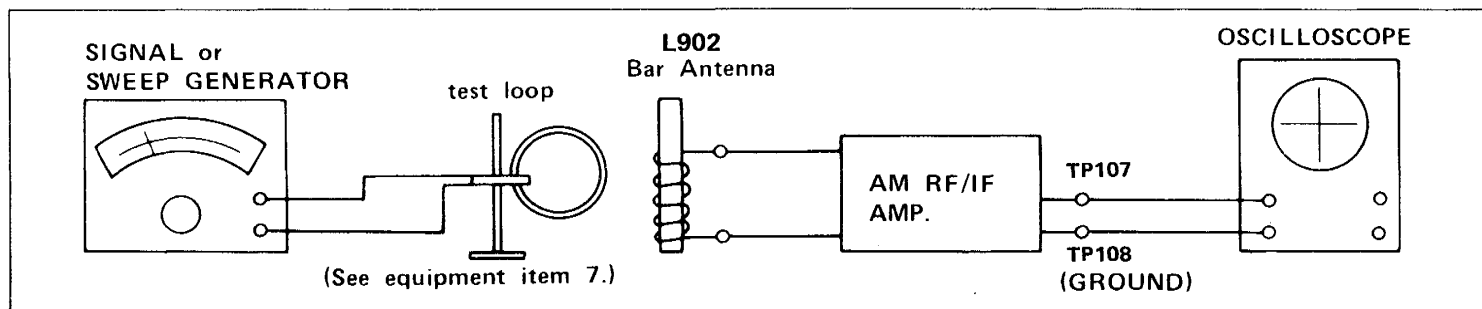 SIGNAL or
SWEEP GENERATOR
test loop
(See equipment item 7.)
L902
Bar Antenna
AM RF/IF
AMP.
TP107
TP108
(GROUND)
OSCILLOSCOPE